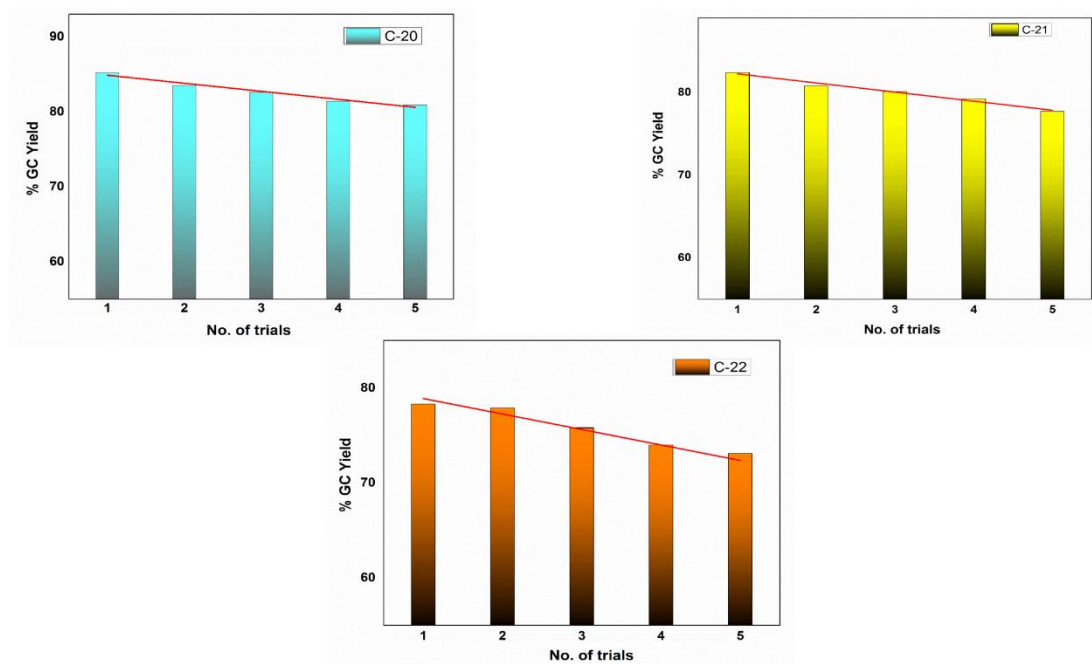 C-20
90
80
70
60
% GC Yield
1 2 3 4 5
No. of trials
C-21
80
70
60
% GC Yield
1 2 3 4 5
No. of trials
C-22
80
70
60
% GC Yield
1 2 3 4 5
No. of trials